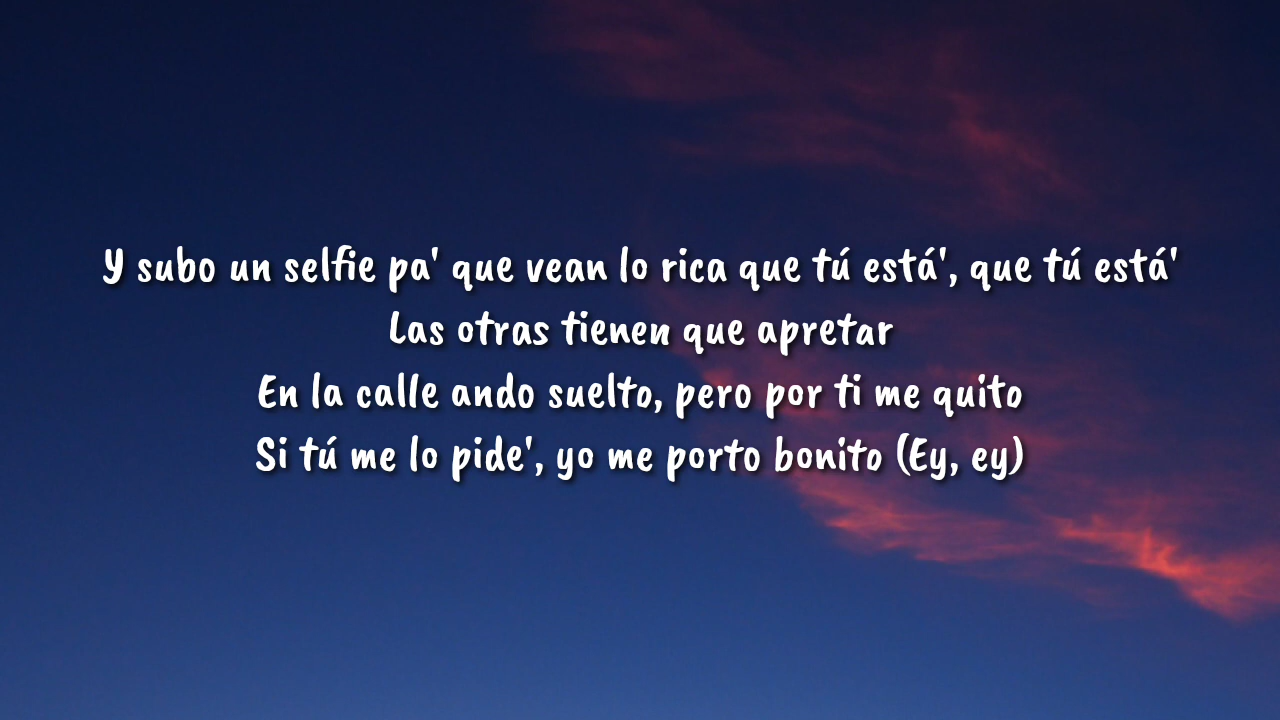 Y subo un selfie pa' que vean lo rica que tú está', que tú está'
Las otras tienen que apretar
En la calle ando suelto, pero por ti me quito
Si tú me lo pide', yo me porto bonito (Ey, ey)